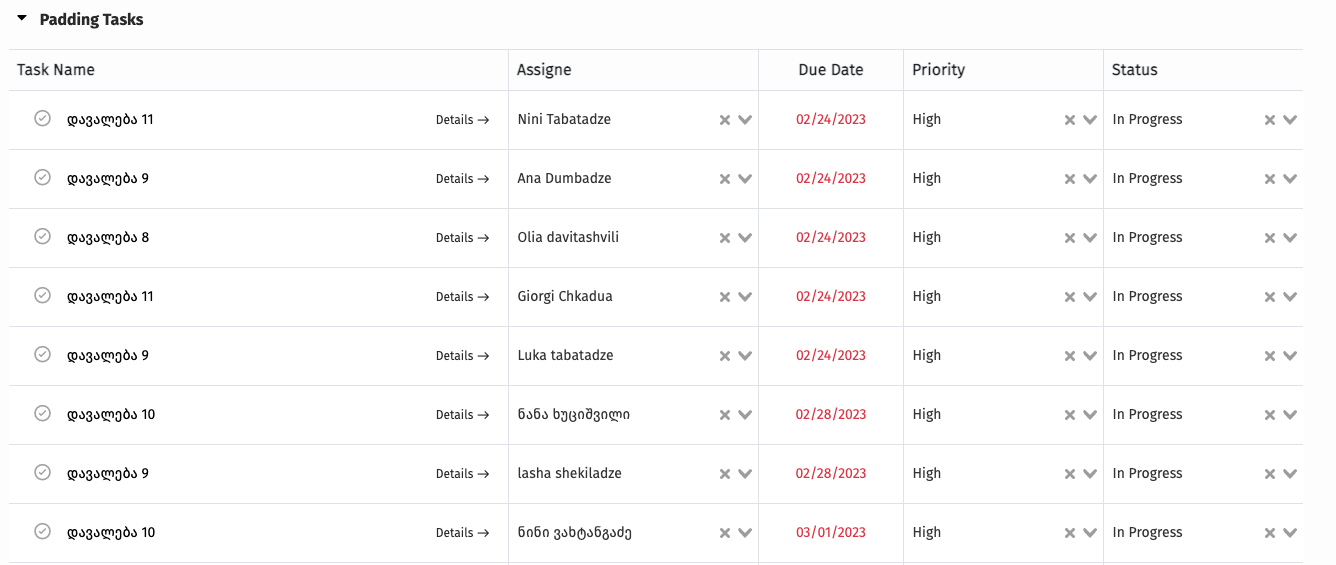 Padding Tasks
Task Name Assigne Due Date Priority Status
დავალება 11 Details → Nini Tabatadze 02/24/2023 High In Progress
დავალება 9 Details → Ana Dumbadze 02/24/2023 High In Progress
დავალება 8 Details → Olia davitashvili 02/24/2023 High In Progress
დავალება 11 Details → Giorgi Chkadua 02/24/2023 High In Progress
დავალება 9 Details → Luka tabatadze 02/24/2023 High In Progress
დავალება 10 Details → ნანა ხუციშვილი 02/28/2023 High In Progress
დავალება 9 Details → lasha shekiladze 02/28/2023 High In Progress
დავალება 10 Details → ნინი ვახტანგაძე 03/01/2023 High In Progress